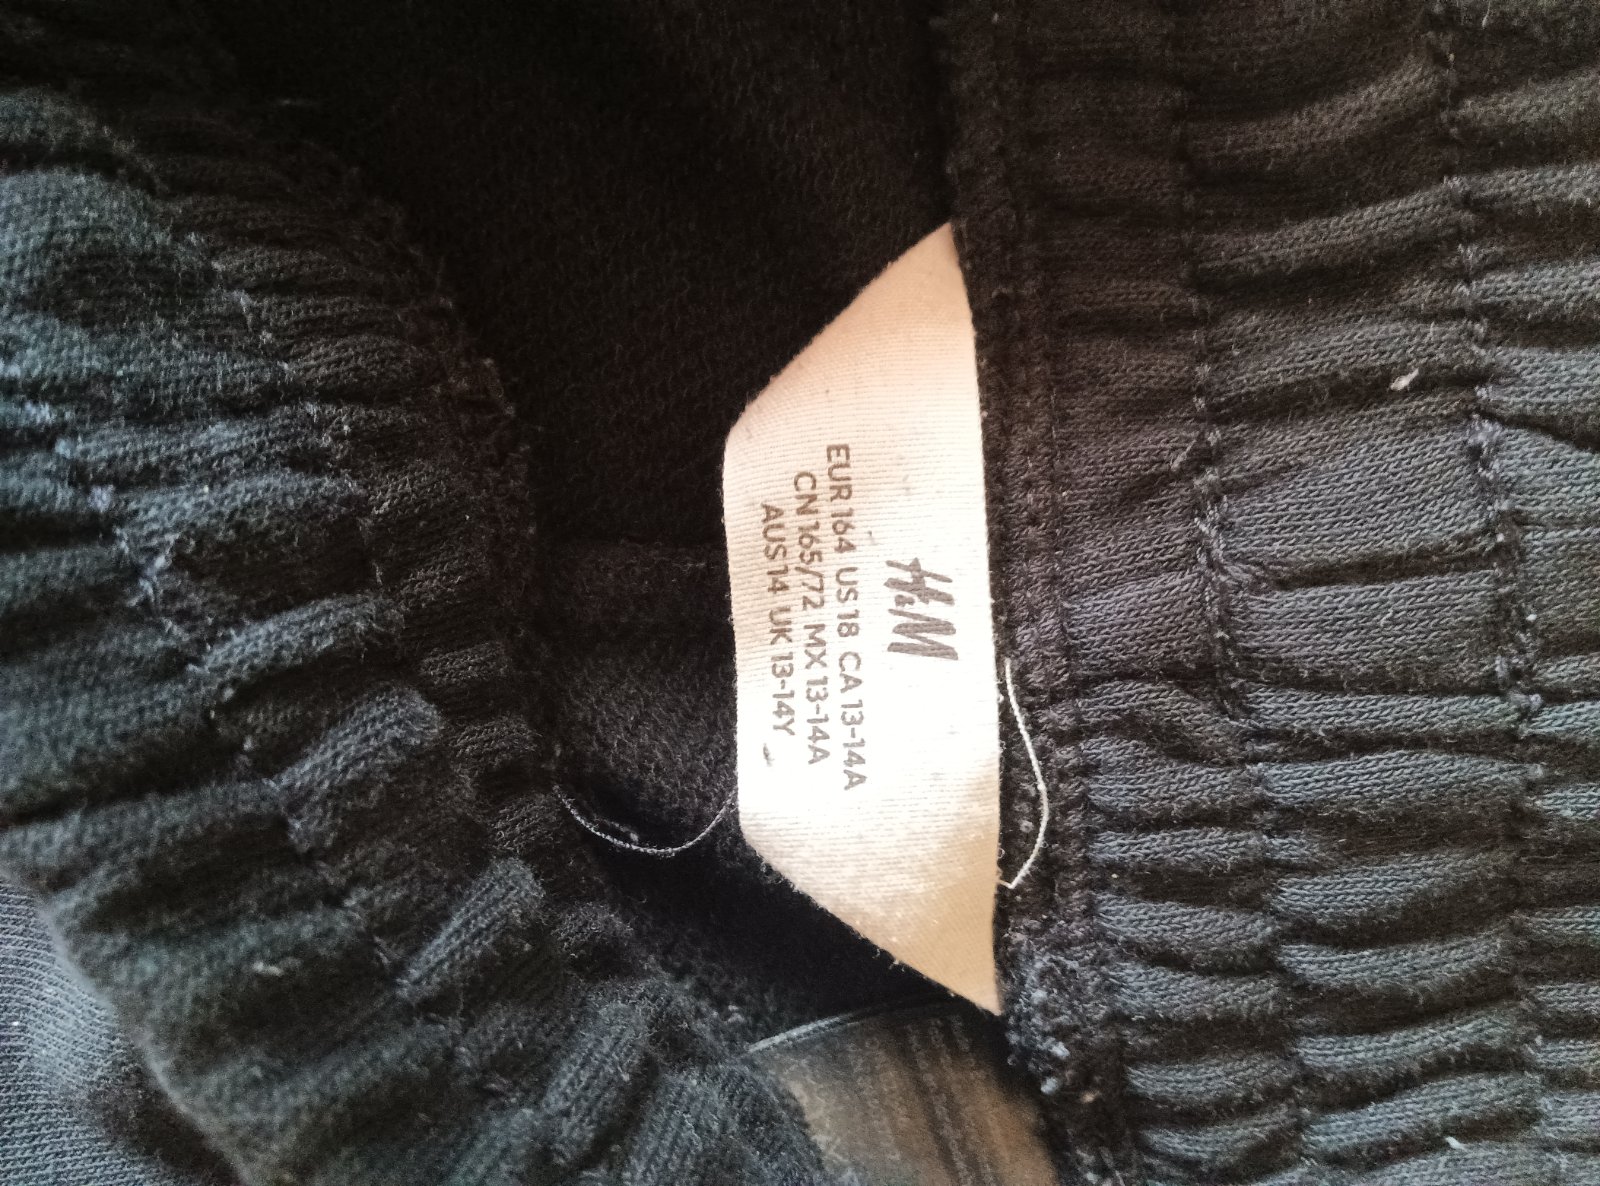 H&M
EUR 164 US 18 CA 13-14A
CN 165/72 MX 13-14A
AUS 14 UK 13-14Y